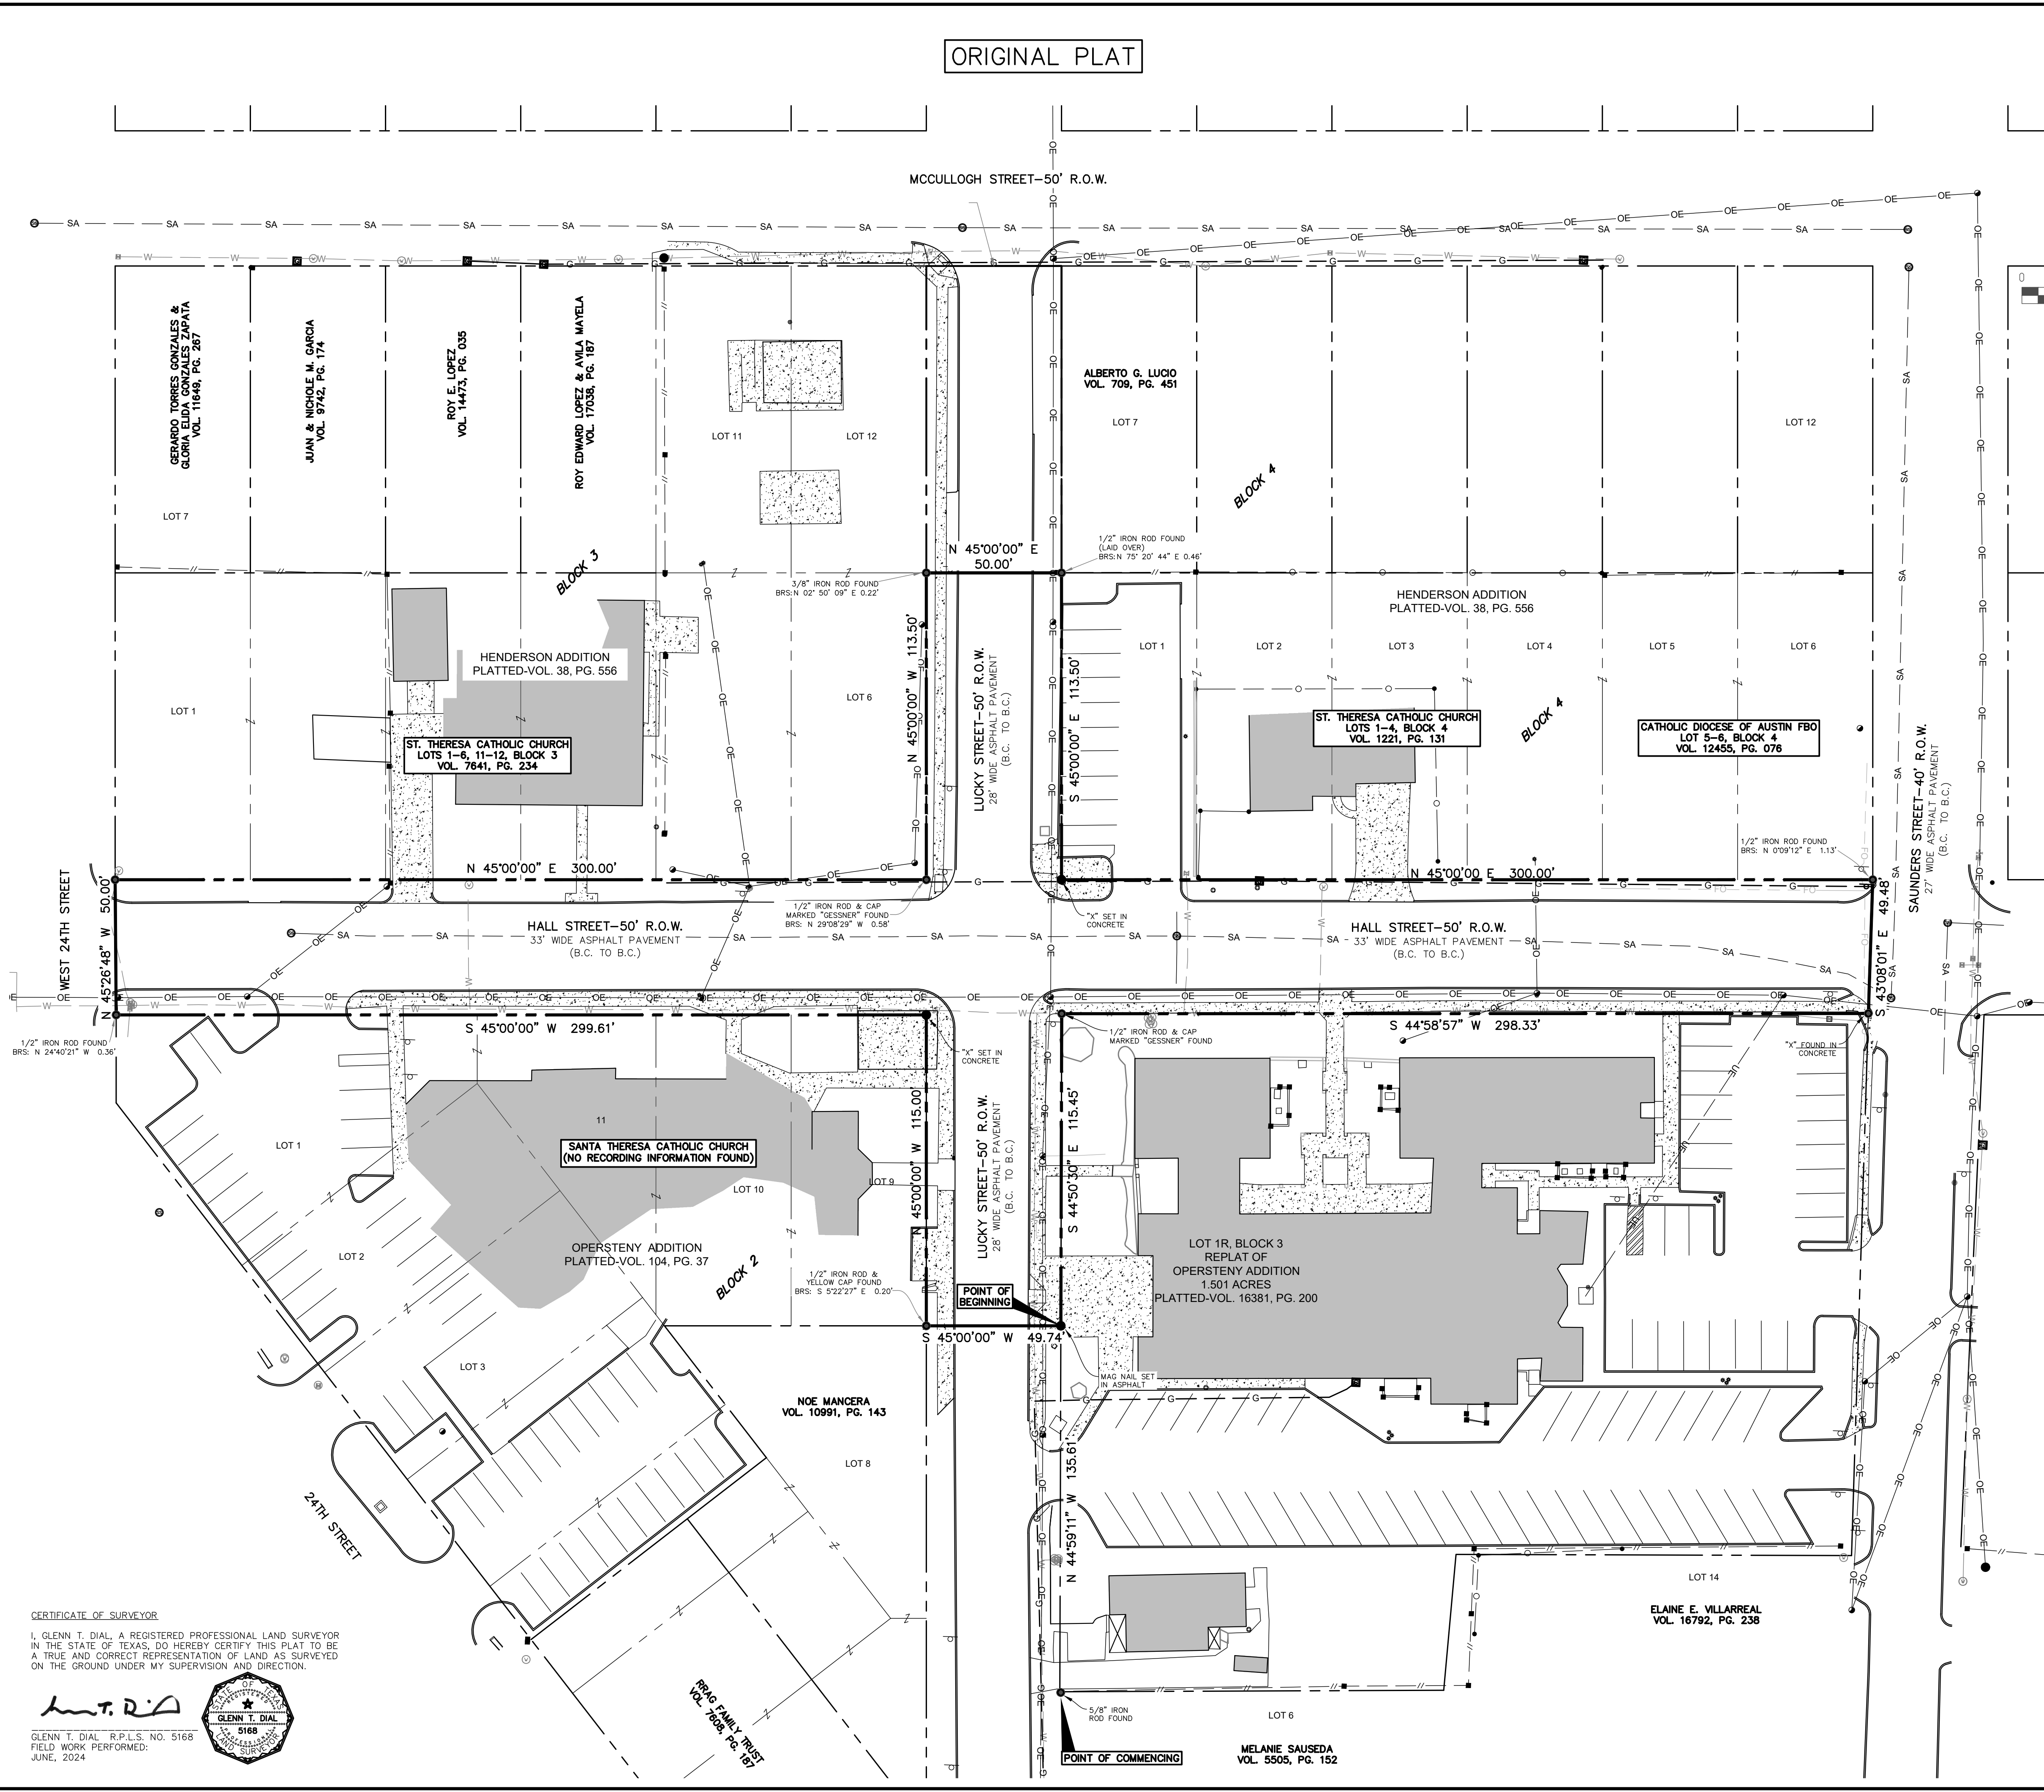 ORIGINAL PLAT
MCCULLOGH STREET-50' R.O.W.
GERARDO TORRES GONZALES &
GLORIA ELIDA GONZALES ZAPATA
VOL. 11649, PG. 267
JUAN & NICHOLE M. GARCIA
VOL. 9742, PG. 174
ROY E. LOPEZ
VOL. 14473, PG. 035
ROY EDWARD LOPEZ & AVILA MAYELA
VOL. 17038, PG. 187
LOT 11
LOT 12
ALBERTO G. LUCIO
VOL. 709, PG. 451
LOT 7
LOT 12
LOT 7
BLOCK 3
BLOCK 4
N 45°00'00" E
50.00'
1/2" IRON ROD FOUND
(LAID OVER)
BRS:N 75° 20' 44" E 0.46'
3/8" IRON ROD FOUND
BRS:N 02° 50' 09" E 0.22'
HENDERSON ADDITION
PLATTED-VOL. 38, PG. 556
HENDERSON ADDITION
PLATTED-VOL. 38, PG. 556
LOT 1
LOT 6
LOT 1
LOT 2
LOT 3
LOT 4
LOT 5
LOT 6
N 45°00'00" W 113.50'
LUCKY STREET-50' R.O.W.
28' WIDE ASPHALT PAVEMENT
(B.C. TO B.C.)
S 45°00'00" E 113.50'
ST. THERESA CATHOLIC CHURCH
LOTS 1-6, 11-12, BLOCK 3
VOL. 7641, PG. 234
ST. THERESA CATHOLIC CHURCH
LOTS 1-4, BLOCK 4
VOL. 1221, PG. 131
BLOCK 4
CATHOLIC DIOCESE OF AUSTIN FBO
LOT 5-6, BLOCK 4
VOL. 12455, PG. 076
SAUNDERS STREET-40' R.O.W.
27' WIDE ASPHALT PAVEMENT
(B.C. TO B.C.)
1/2" IRON ROD FOUND
BRS: N 0°09'12" E 1.13'
N 45°00'00" E 300.00'
N 45°00'00 E 300.00'
WEST 24TH STREET
N 45°26'48" W 50.00'
1/2" IRON ROD & CAP
MARKED "GESSNER" FOUND
BRS: N 29°08'29" W 0.58'
"X" SET IN
CONCRETE
HALL STREET-50' R.O.W.
33' WIDE ASPHALT PAVEMENT
(B.C. TO B.C.)
HALL STREET-50' R.O.W.
33' WIDE ASPHALT PAVEMENT
(B.C. TO B.C.)
S 43°08'01" E 49.48'
S 45°00'00" W 299.61'
S 44°58'57" W 298.33'
1/2" IRON ROD FOUND
BRS: N 24°40'21" W 0.36'
"X" SET IN
CONCRETE
1/2" IRON ROD & CAP
MARKED "GESSNER" FOUND
"X" FOUND IN
CONCRETE
LOT 1
11
SANTA THERESA CATHOLIC CHURCH
(NO RECORDING INFORMATION FOUND)
LOT 10
LOT 9
N 45°00'00" W 115.00'
LUCKY STREET-50' R.O.W.
28' WIDE ASPHALT PAVEMENT
(B.C. TO B.C.)
S 44°50'30" E 115.45'
LOT 2
OPERSTENY ADDITION
PLATTED-VOL. 104, PG. 37
BLOCK 2
LOT 1R, BLOCK 3
REPLAT OF
OPERSTENY ADDITION
1.501 ACRES
PLATTED-VOL. 16381, PG. 200
1/2" IRON ROD &
YELLOW CAP FOUND
BRS: S 5°22'27" E 0.20'
POINT OF
BEGINNING
S 45°00'00" W 49.74'
MAG NAIL SET
IN ASPHALT
LOT 3
NOE MANCERA
VOL. 10991, PG. 143
LOT 8
24TH STREET
N 44°59'11" W 135.61'
LOT 14
ELAINE E. VILLARREAL
VOL. 16792, PG. 238
RRAG FAMILY TRUST
VOL. 7608, PG. 187
5/8" IRON
ROD FOUND
LOT 6
POINT OF COMMENCING
MELANIE SAUSEDA
VOL. 5505, PG. 152
CERTIFICATE OF SURVEYOR
I, GLENN T. DIAL, A REGISTERED PROFESSIONAL LAND SURVEYOR
IN THE STATE OF TEXAS, DO HEREBY CERTIFY THIS PLAT TO BE
A TRUE AND CORRECT REPRESENTATION OF LAND AS SURVEYED
ON THE GROUND UNDER MY SUPERVISION AND DIRECTION.
STATE OF TEXAS
REGISTERED
GLENN T. DIAL
5168
PROFESSIONAL
LAND SURVEYOR
GLENN T. DIAL R.P.L.S. NO. 5168
FIELD WORK PERFORMED:
JUNE, 2024